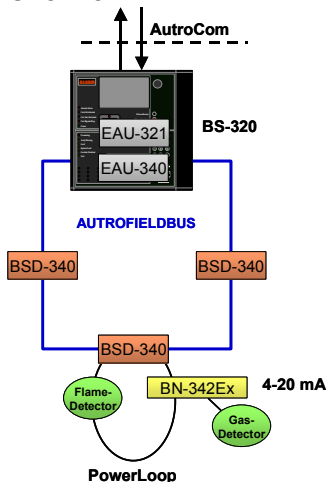 AutroCom
BS-320
EAU-321
EAU-340
AUTROFIELDBUS
BSD-340
BSD-340
BSD-340
Flame-
Detector
BN-342Ex
4-20 mA
Gas-
Detector
PowerLoop